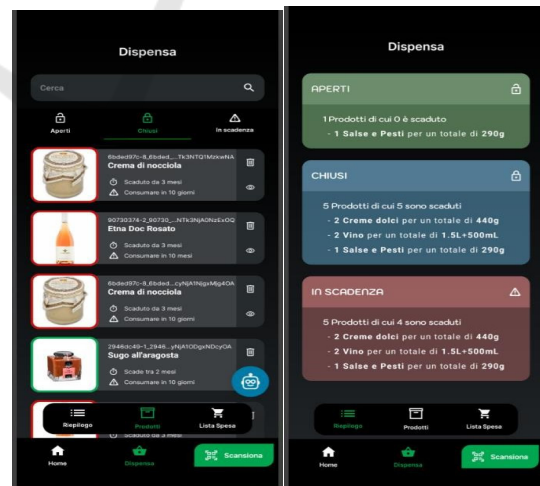 Dispensa
Cerca
Aperti
Chiusi
In scadenza
Crema di nocciola
Scaduto da 3 mesi
Consumare in 10 giorni
Etna Doc Rosato
Scaduto da 3 mesi
Consumare in 10 mesi
Crema di nocciola
Scaduto da 3 mesi
Consumare in 10 giorni
Sugo all'aragosta
Scade tra 2 mesi
Consumare in 10 giorni
Riepilogo
Prodotti
Lista Spesa
Scaduto da 3 mesi
Home
Dispensa
Scansiona
Dispensa
APERTI
1 Prodotti di cui 0 è scaduto
- 1 Salse e Pesti per un totale di 290g
CHIUSI
5 Prodotti di cui 5 sono scaduti
- 2 Creme dolci per un totale di 440g
- 2 Vino per un totale di 1.5L+500mL
- 1 Salse e Pesti per un totale di 290g
IN SCADENZA
5 Prodotti di cui 4 sono scaduti
- 2 Creme dolci per un totale di 440g
- 2 Vino per un totale di 1.5L+500mL
- 1 Salse e Pesti per un totale di 290g
Riepilogo
Prodotti
Lista Spesa
Home
Dispensa
Scansiona